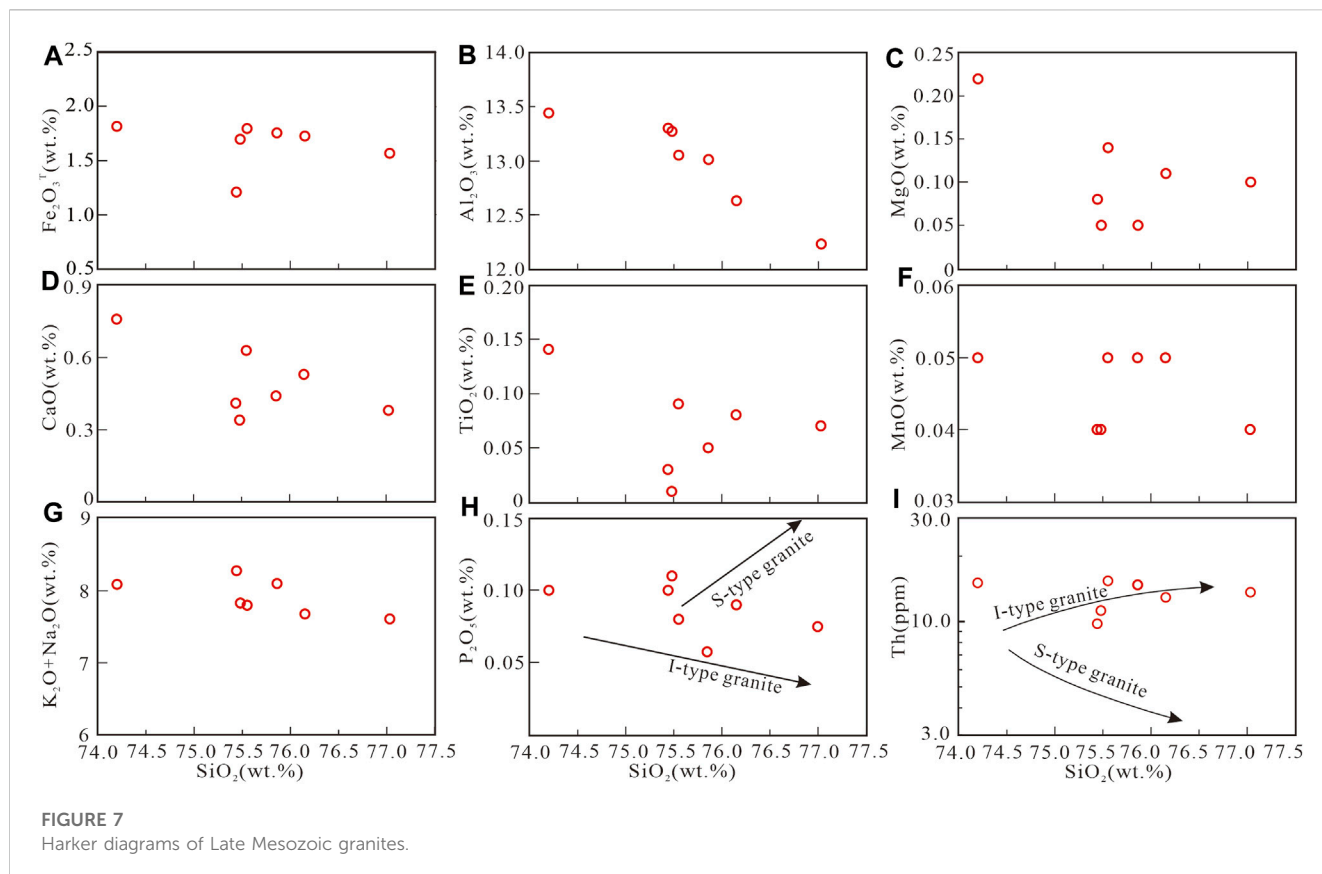 A
2.5
2.0
1.5
1.0
0.5
Fe₂O₃ᵀ(wt.%)
B
14.0
13.5
13.0
12.5
12.0
Al₂O₃(wt.%)
C
0.25
0.20
0.15
0.10
0.05
0
MgO(wt.%)
D
0.9
0.6
0.3
0
CaO(wt.%)
E
0.20
0.15
0.10
0.05
0
TiO₂(wt.%)
F
0.06
0.05
0.04
0.03
MnO(wt.%)
G
9
8
7
6
K₂O+Na₂O(wt.%)
74.0 74.5 75.0 75.5 76.0 76.5 77.0 77.5
SiO₂(wt.%)
H
0.15
0.10
0.05
P₂O₅(wt.%)
S-type granite
I-type granite
74.0 74.5 75.0 75.5 76.0 76.5 77.0 77.5
SiO₂(wt.%)
I
30.0
10.0
3.0
Th(ppm)
I-type granite
S-type granite
74.0 74.5 75.0 75.5 76.0 76.5 77.0 77.5
SiO₂(wt.%)
FIGURE 7
Harker diagrams of Late Mesozoic granites.